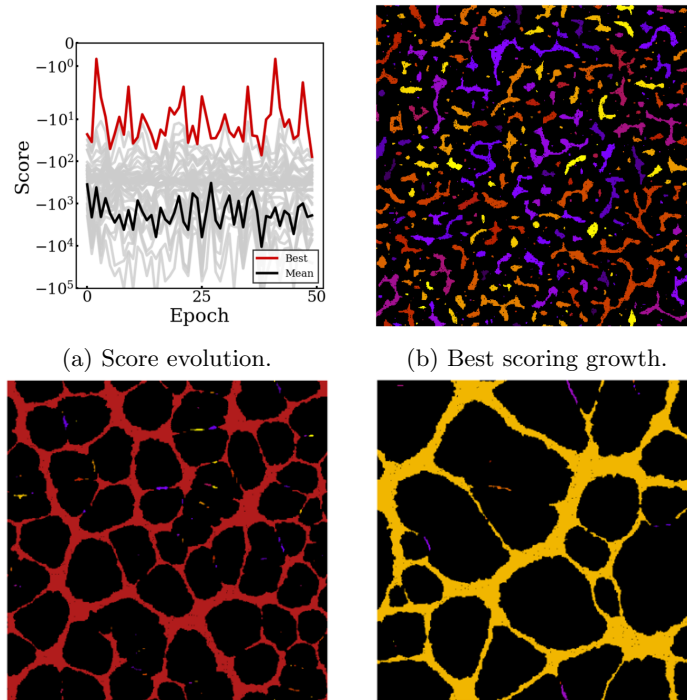 0
−10⁰
−10¹
−10²
−10³
−10⁴
−10⁵
Score
Best
Mean
0 25 50
Epoch
(a) Score evolution.
(b) Best scoring growth.